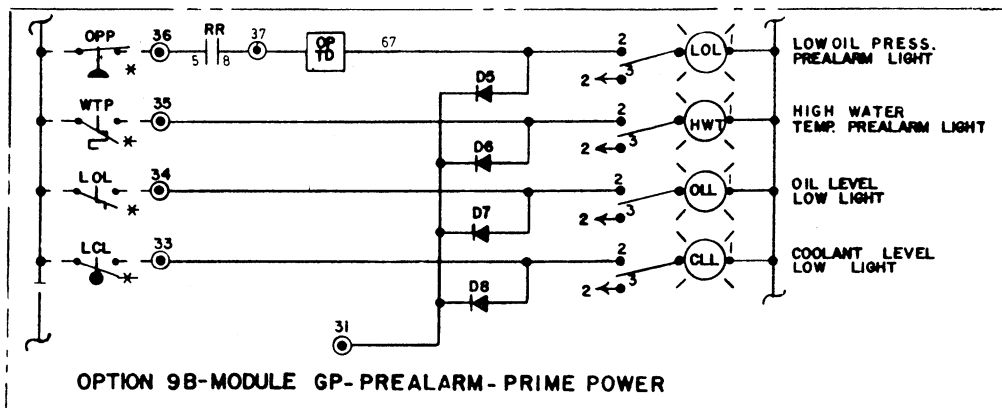 OPP 36 RR 37 OP TD 67 2 LOL LOW OIL PRESS.
PREALARM LIGHT
* 5 8 2 3
D5
WTP 35 2 HWT HIGH WATER
TEMP. PREALARM LIGHT
* 2 3
D6
LOL 34 2 OLL OIL LEVEL
LOW LIGHT
* 2 3
D7
LCL 33 2 CLL COOLANT LEVEL
LOW LIGHT
* 2 3
D8
31
OPTION 9B-MODULE GP-PREALARM-PRIME POWER